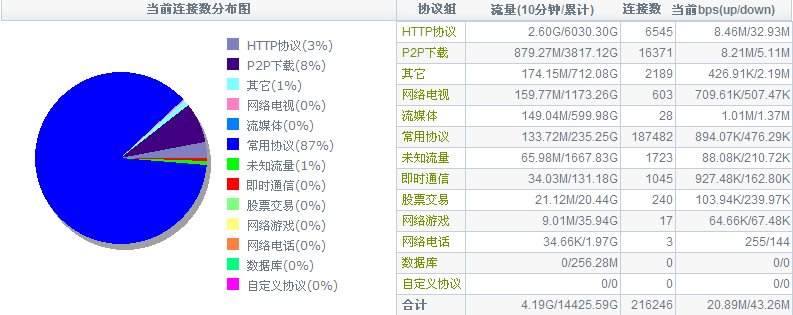 当前连接数分布图
HTTP协议(3%)
P2P下载(8%)
其它(1%)
网络电视(0%)
流媒体(0%)
常用协议(87%)
未知流量(1%)
即时通信(0%)
股票交易(0%)
网络游戏(0%)
网络电话(0%)
数据库(0%)
自定义协议(0%)
协议组 流量(10分钟/累计) 连接数 当前bps(up/down)
HTTP协议 2.60G/6030.30G 6545 8.46M/32.93M
P2P下载 879.27M/3817.12G 16371 8.21M/5.11M
其它 174.15M/712.08G 2189 426.91K/2.19M
网络电视 159.77M/1173.26G 603 709.61K/507.47K
流媒体 149.04M/599.98G 28 1.01M/1.37M
常用协议 133.72M/235.25G 187482 894.07K/476.29K
未知流量 65.98M/1667.83G 1723 88.08K/210.72K
即时通信 34.03M/131.18G 1045 927.48K/162.80K
股票交易 21.12M/20.44G 240 103.94K/239.97K
网络游戏 9.01M/35.94G 17 64.66K/67.48K
网络电话 34.66K/1.97G 3 255/144
数据库 0/256.28M 0 0/0
自定义协议 0/0 0 0/0
合计 4.19G/14425.59G 216246 20.89M/43.26M